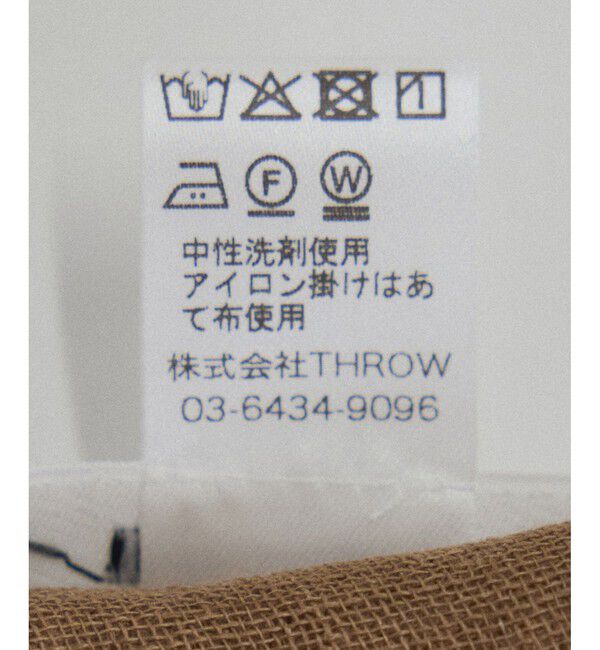 F W
中性洗剤使用
アイロン掛けはあ
て布使用
株式会社THROW
03-6434-9096